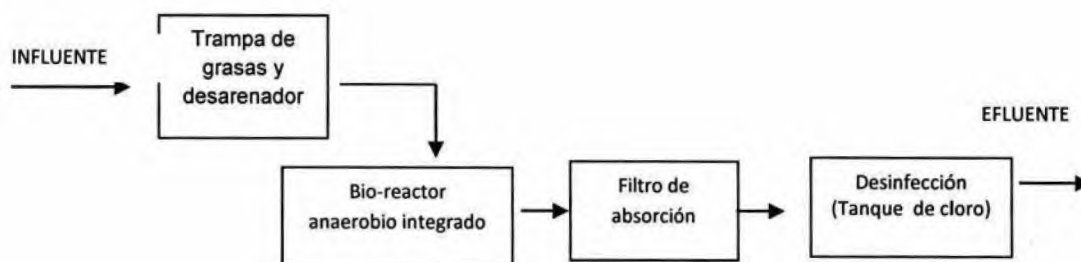 INFLUENTE
Trampa de
grasas y
desarenador
EFLUENTE
Bio-reactor
anaerobio integrado
Filtro de
absorción
Desinfección
(Tanque de cloro)